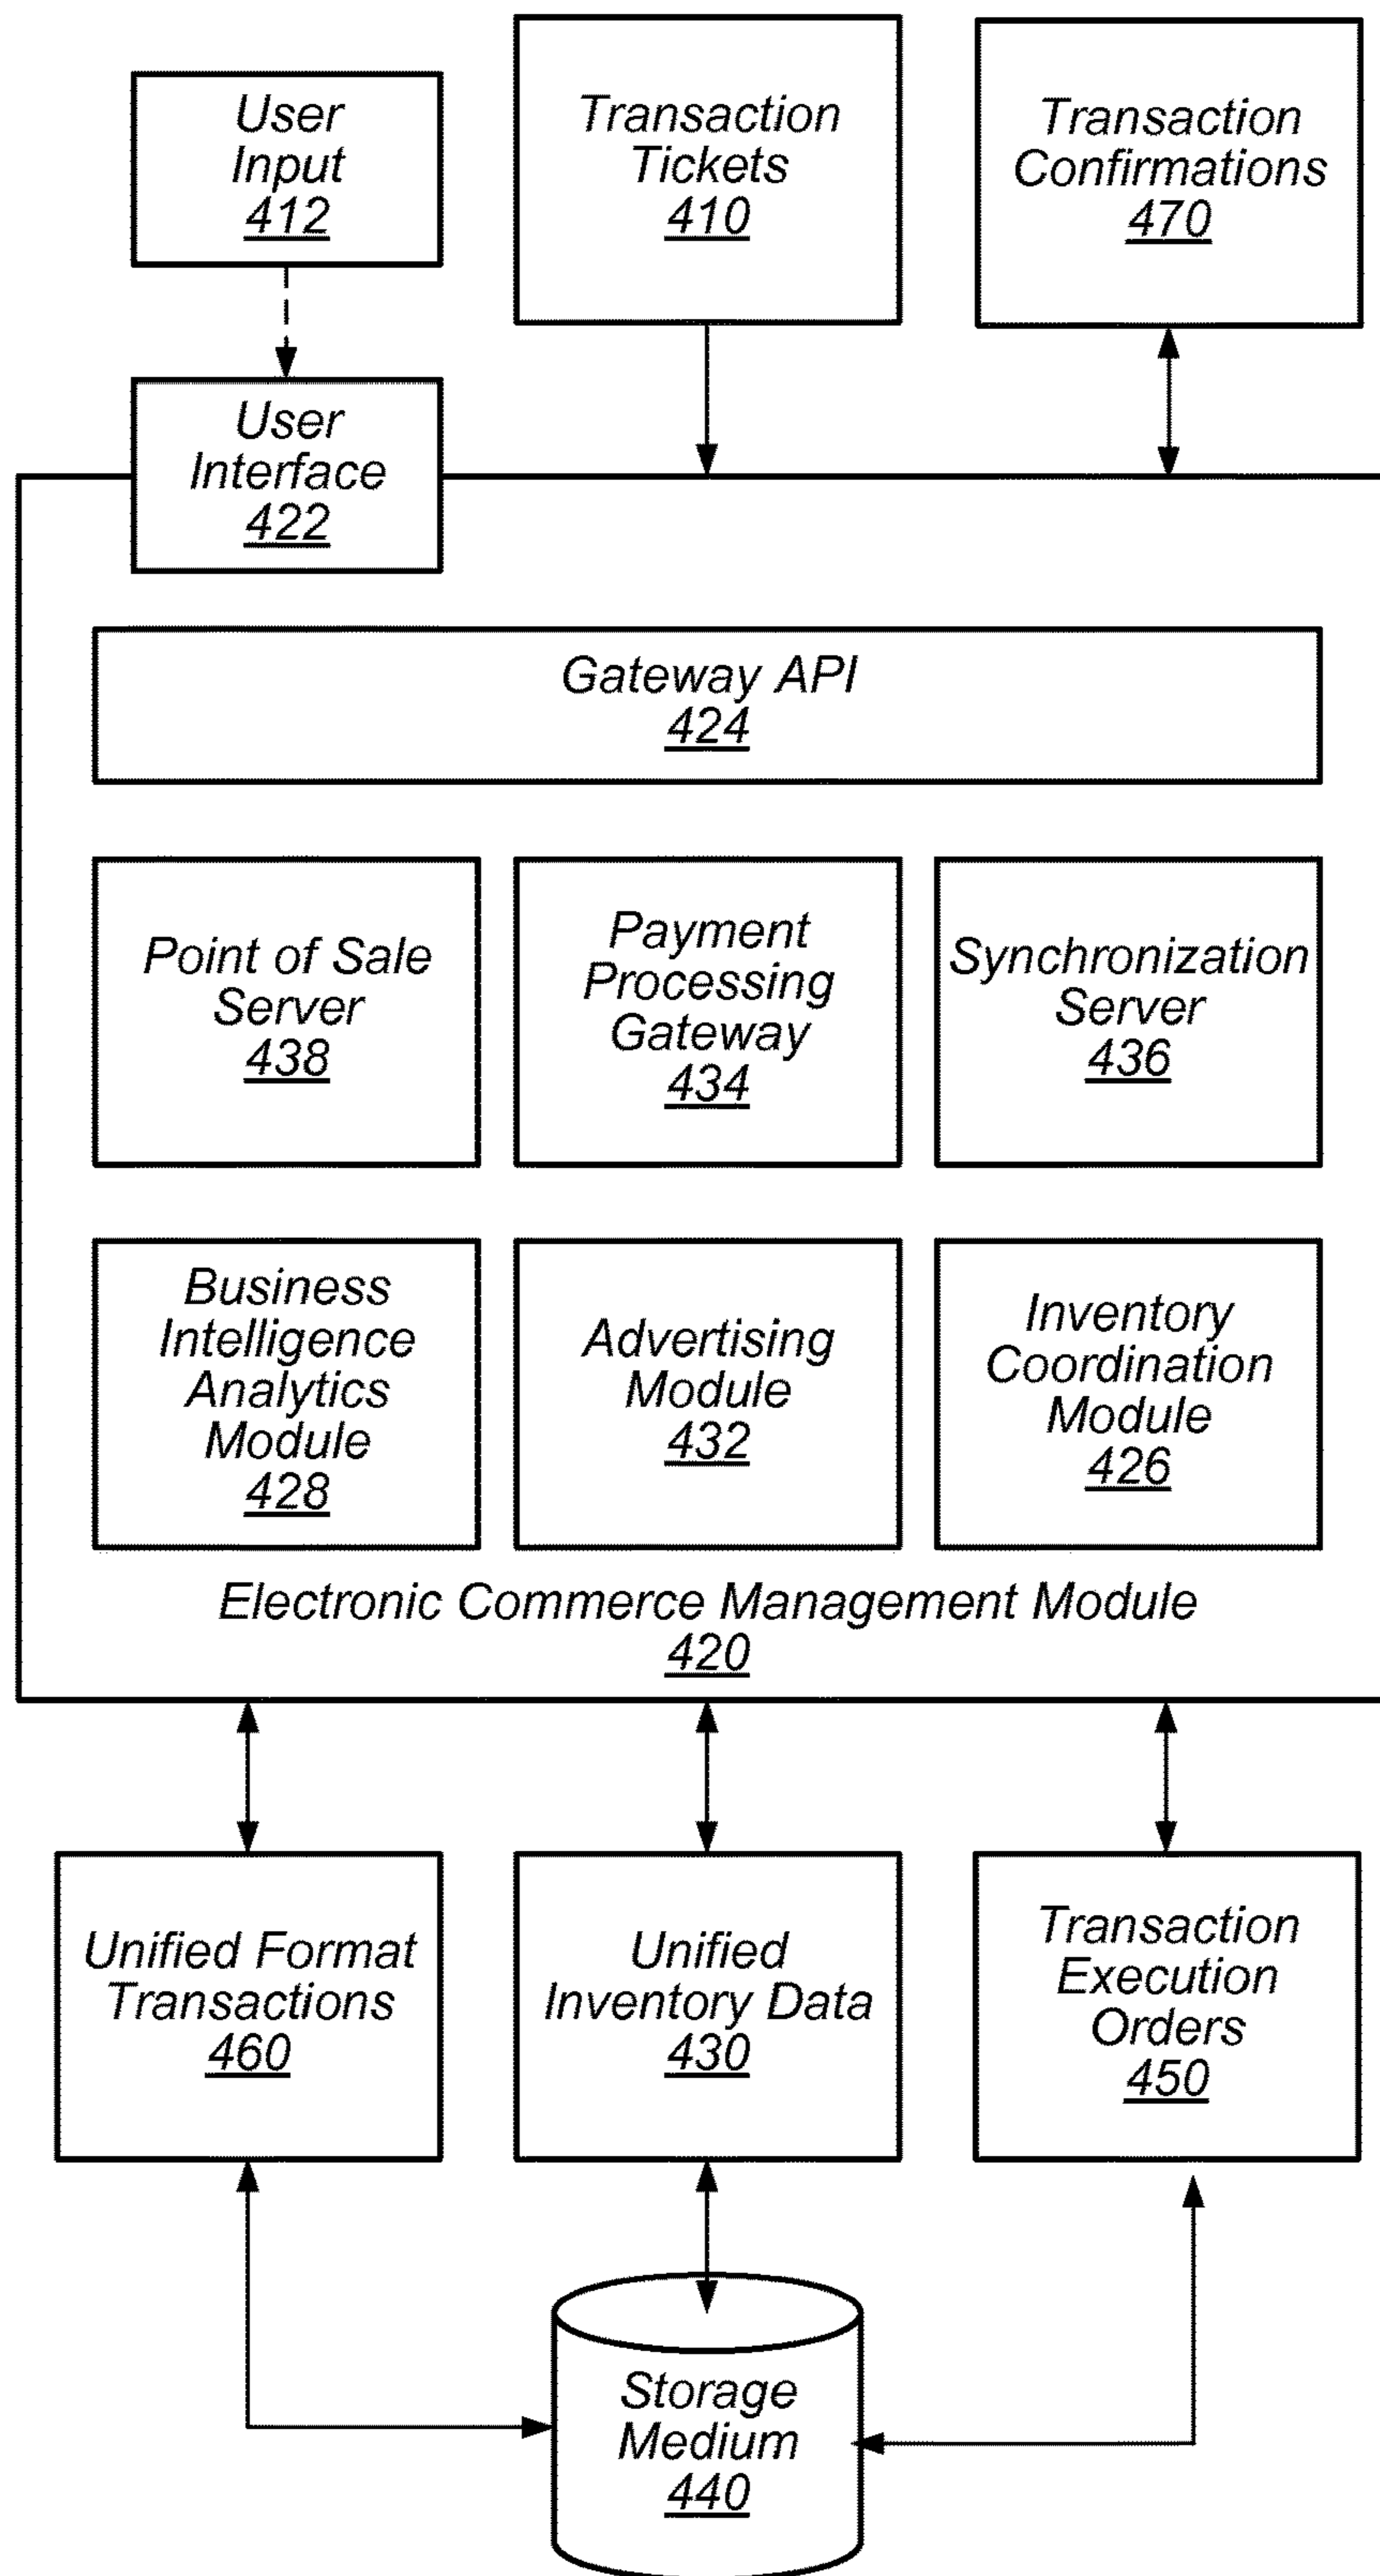 User
Input
412
Transaction
Tickets
410
Transaction
Confirmations
470
User
Interface
422
Gateway API
424
Point of Sale
Server
438
Payment
Processing
Gateway
434
Synchronization
Server
436
Business
Intelligence
Analytics
Module
428
Advertising
Module
432
Inventory
Coordination
Module
426
Electronic Commerce Management Module
420
Unified Format
Transactions
460
Unified
Inventory Data
430
Transaction
Execution
Orders
450
Storage
Medium
440